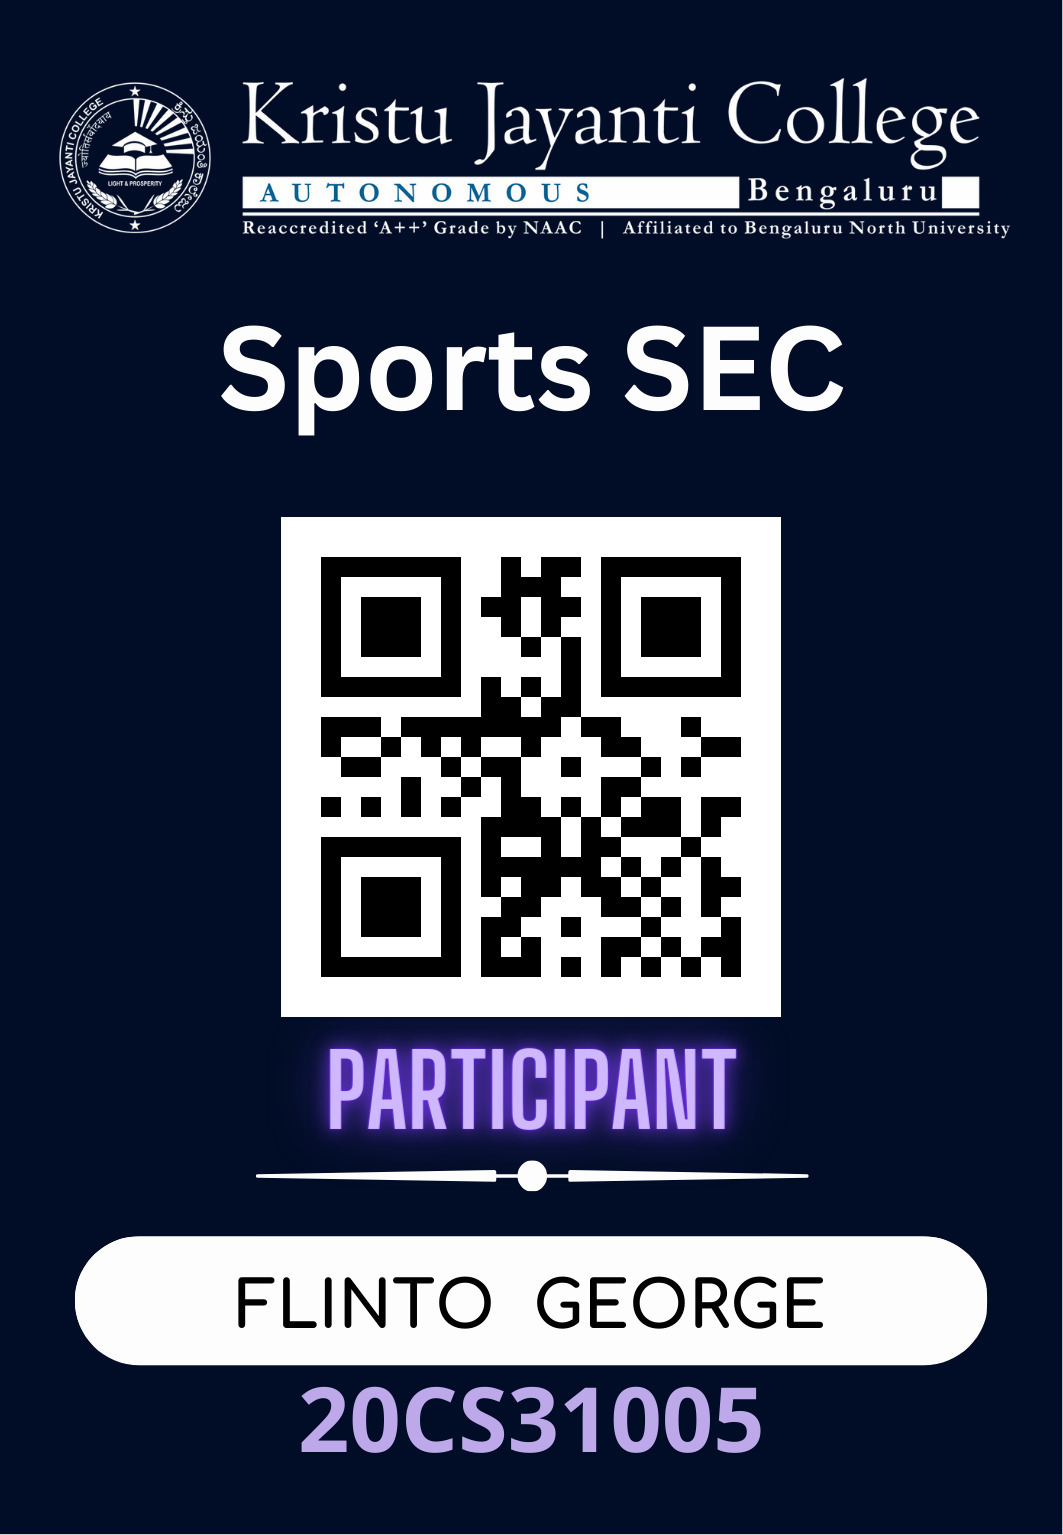 KRISTU JAYANTI COLLEGE
LIGHT & PROSPERITY
Kristu Jayanti College
AUTONOMOUS Bengaluru
Reaccredited ‘A++’ Grade by NAAC | Affiliated to Bengaluru North University
Sports SEC
PARTICIPANT
FLINTO GEORGE
20CS31005